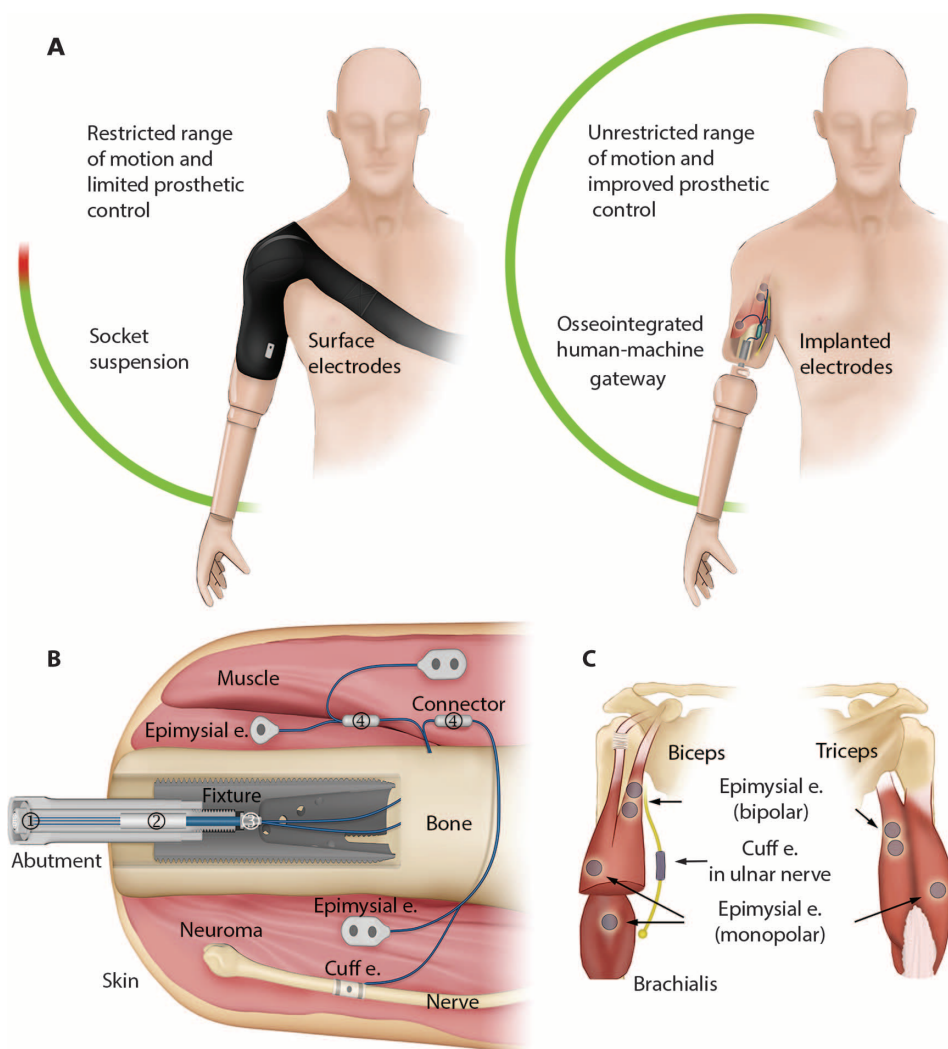 A
Restricted range
of motion and
limited prosthetic
control
Socket
suspension
Surface
electrodes
Unrestricted range
of motion and
improved prosthetic
control
Osseointegrated
human-machine
gateway
Implanted
electrodes
B
Muscle
Connector
④
④
Epimysial e.
Fixture
①
②
③
Abutment
Bone
Epimysial e.
Neuroma
Cuff e.
Skin
Nerve
C
Biceps
Triceps
Epimysial e.
(bipolar)
Cuff e.
in ulnar nerve
Epimysial e.
(monopolar)
Brachialis